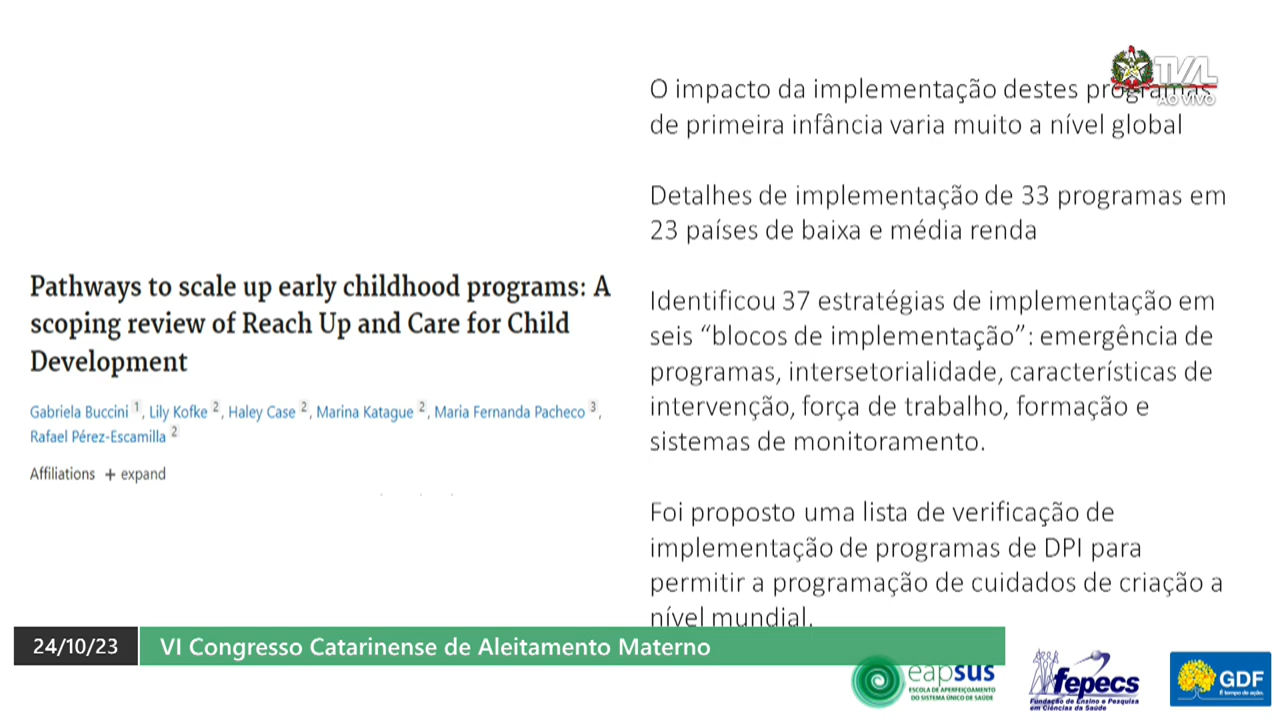 TVAL
AO VIVO
O impacto da implementação destes programas
de primeira infância varia muito a nível global
Detalhes de implementação de 33 programas em
23 países de baixa e média renda
Pathways to scale up early childhood programs: A
scoping review of Reach Up and Care for Child
Development
Gabriela Buccini 1, Lily Kofke 2, Haley Case 2, Marina Katague 2, Maria Fernanda Pacheco 3,
Rafael Pérez-Escamilla 2
Affiliations + expand
Identificou 37 estratégias de implementação em
seis “blocos de implementação”: emergência de
programas, intersetorialidade, características de
intervenção, força de trabalho, formação e
sistemas de monitoramento.
Foi proposto uma lista de verificação de
implementação de programas de DPI para
permitir a programação de cuidados de criação a
nível mundial.
24/10/23
VI Congresso Catarinense de Aleitamento Materno
eapsus
ESCOLA DE APERFEIÇOAMENTO
DO SISTEMA ÚNICO DE SAÚDE
fepecs
Fundação de Ensino e Pesquisa
em Ciências da Saúde
GDF
É tempo de ação.